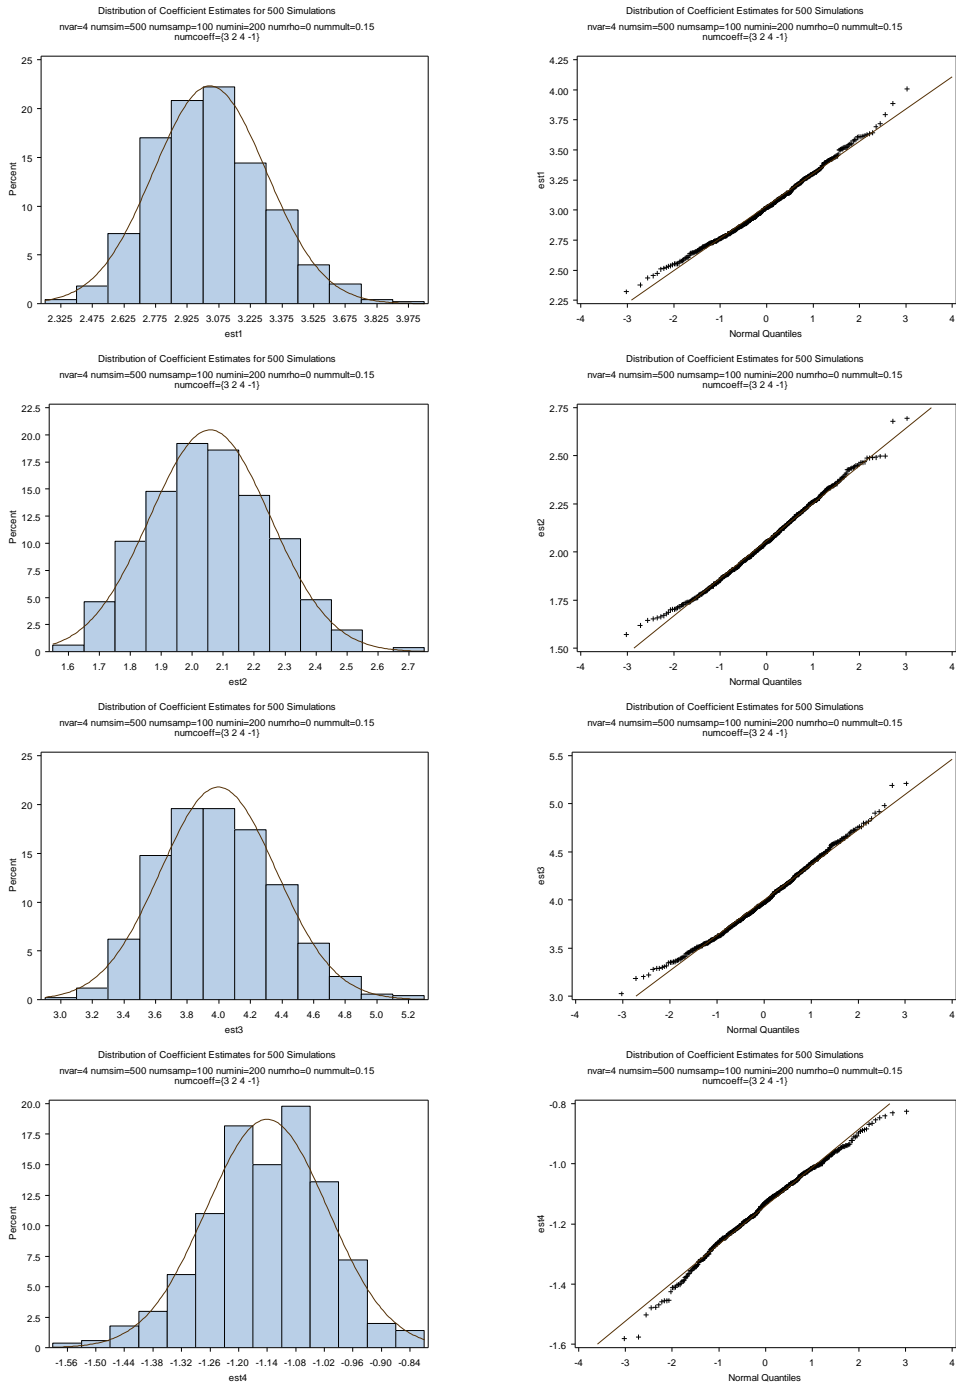 Distribution of Coefficient Estimates for 500 Simulations
nvar=4 numsim=500 numsamp=100 numini=200 numrho=0 nummult=0.15
numcoeff={3 2 4 -1}
25
20
15
10
5
0
Percent
2.325 2.475 2.625 2.775 2.925 3.075 3.225 3.375 3.525 3.675 3.825 3.975
est1
Distribution of Coefficient Estimates for 500 Simulations
nvar=4 numsim=500 numsamp=100 numini=200 numrho=0 nummult=0.15
numcoeff={3 2 4 -1}
4.25
4.00
3.75
3.50
3.25
3.00
2.75
2.50
2.25
est1
-4 -3 -2 -1 0 1 2 3 4
Normal Quantiles
Distribution of Coefficient Estimates for 500 Simulations
nvar=4 numsim=500 numsamp=100 numini=200 numrho=0 nummult=0.15
numcoeff={3 2 4 -1}
22.5
20.0
17.5
15.0
12.5
10.0
7.5
5.0
2.5
0
Percent
1.6 1.7 1.8 1.9 2.0 2.1 2.2 2.3 2.4 2.5 2.6 2.7
est2
Distribution of Coefficient Estimates for 500 Simulations
nvar=4 numsim=500 numsamp=100 numini=200 numrho=0 nummult=0.15
numcoeff={3 2 4 -1}
2.75
2.50
2.25
2.00
1.75
1.50
est2
-4 -3 -2 -1 0 1 2 3 4
Normal Quantiles
Distribution of Coefficient Estimates for 500 Simulations
nvar=4 numsim=500 numsamp=100 numini=200 numrho=0 nummult=0.15
numcoeff={3 2 4 -1}
25
20
15
10
5
0
Percent
3.0 3.2 3.4 3.6 3.8 4.0 4.2 4.4 4.6 4.8 5.0 5.2
est3
Distribution of Coefficient Estimates for 500 Simulations
nvar=4 numsim=500 numsamp=100 numini=200 numrho=0 nummult=0.15
numcoeff={3 2 4 -1}
5.5
5.0
4.5
4.0
3.5
3.0
est3
-4 -3 -2 -1 0 1 2 3 4
Normal Quantiles
Distribution of Coefficient Estimates for 500 Simulations
nvar=4 numsim=500 numsamp=100 numini=200 numrho=0 nummult=0.15
numcoeff={3 2 4 -1}
20.0
17.5
15.0
12.5
10.0
7.5
5.0
2.5
0
Percent
-1.56 -1.50 -1.44 -1.38 -1.32 -1.26 -1.20 -1.14 -1.08 -1.02 -0.96 -0.90 -0.84
est4
Distribution of Coefficient Estimates for 500 Simulations
nvar=4 numsim=500 numsamp=100 numini=200 numrho=0 nummult=0.15
numcoeff={3 2 4 -1}
-0.8
-1.0
-1.2
-1.4
-1.6
est4
-4 -3 -2 -1 0 1 2 3 4
Normal Quantiles